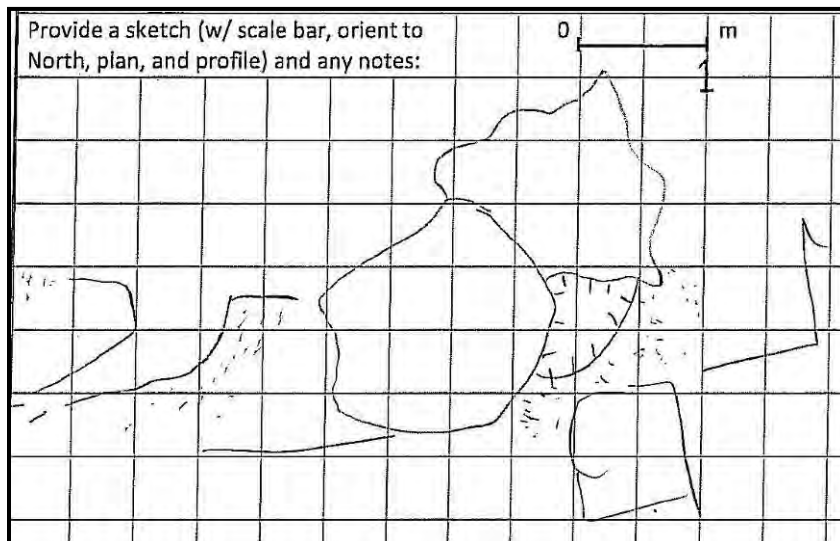 Provide a sketch (w/ scale bar, orient to
North, plan, and profile) and any notes:
0 m
1